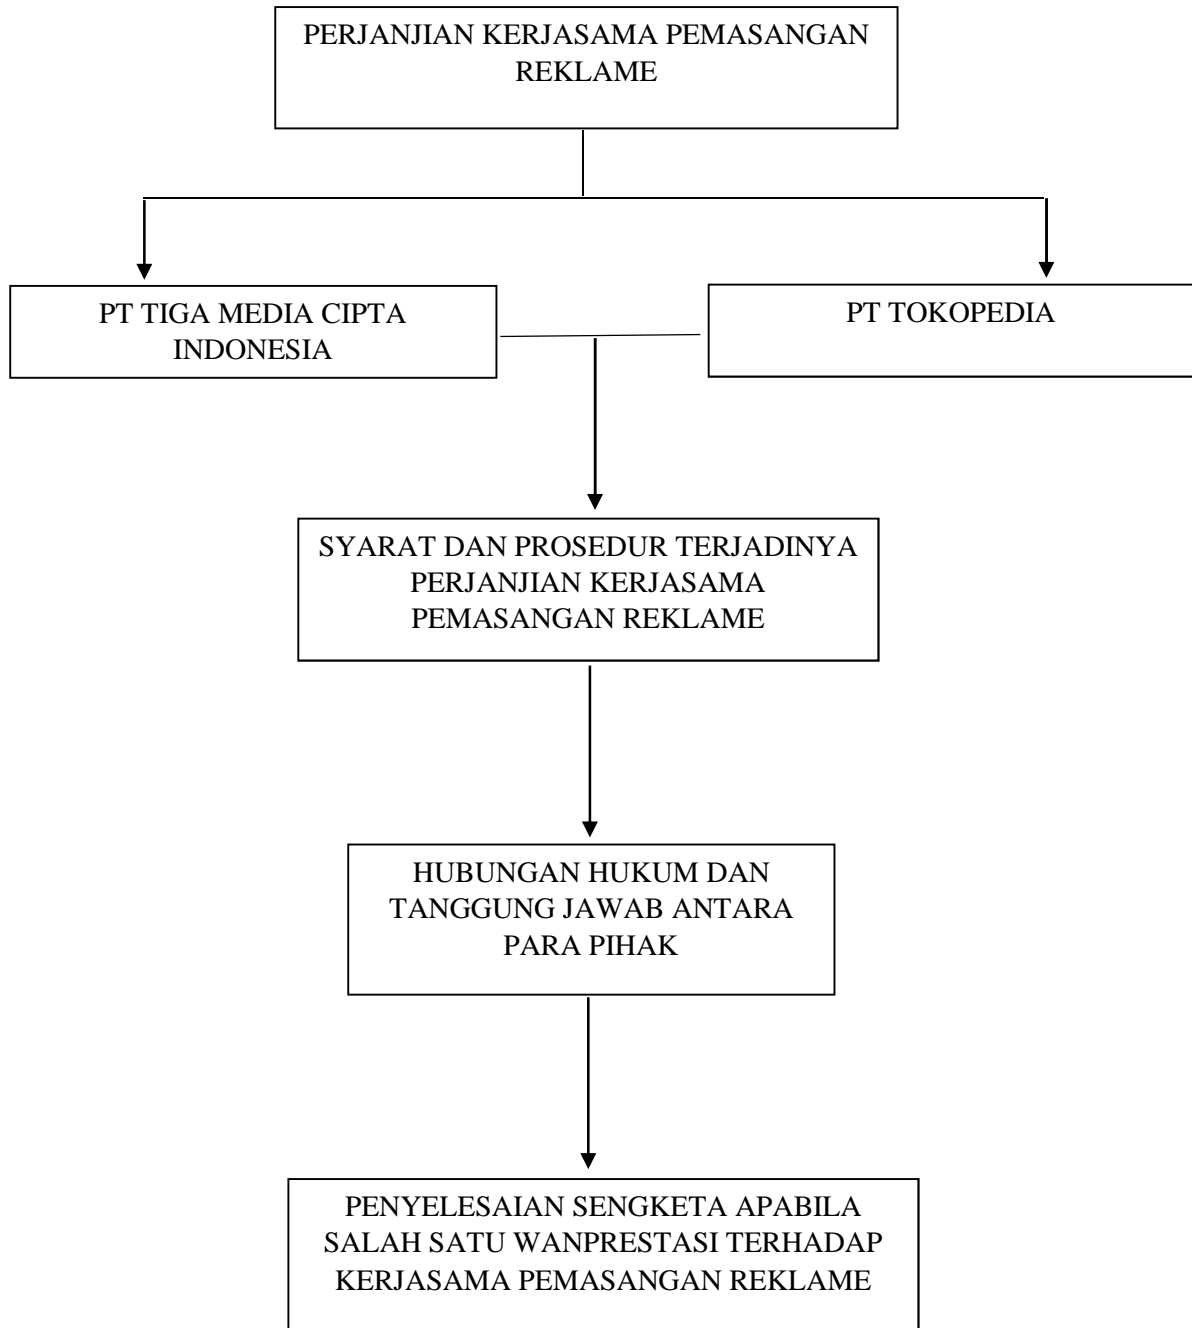 PERJANJIAN KERJASAMA PEMASANGAN
REKLAME
PT TIGA MEDIA CIPTA
INDONESIA
PT TOKOPEDIA
SYARAT DAN PROSEDUR TERJADINYA
PERJANJIAN KERJASAMA
PEMASANGAN REKLAME
HUBUNGAN HUKUM DAN
TANGGUNG JAWAB ANTARA
PARA PIHAK
PENYELESAIAN SENGKETA APABILA
SALAH SATU WANPRESTASI TERHADAP
KERJASAMA PEMASANGAN REKLAME